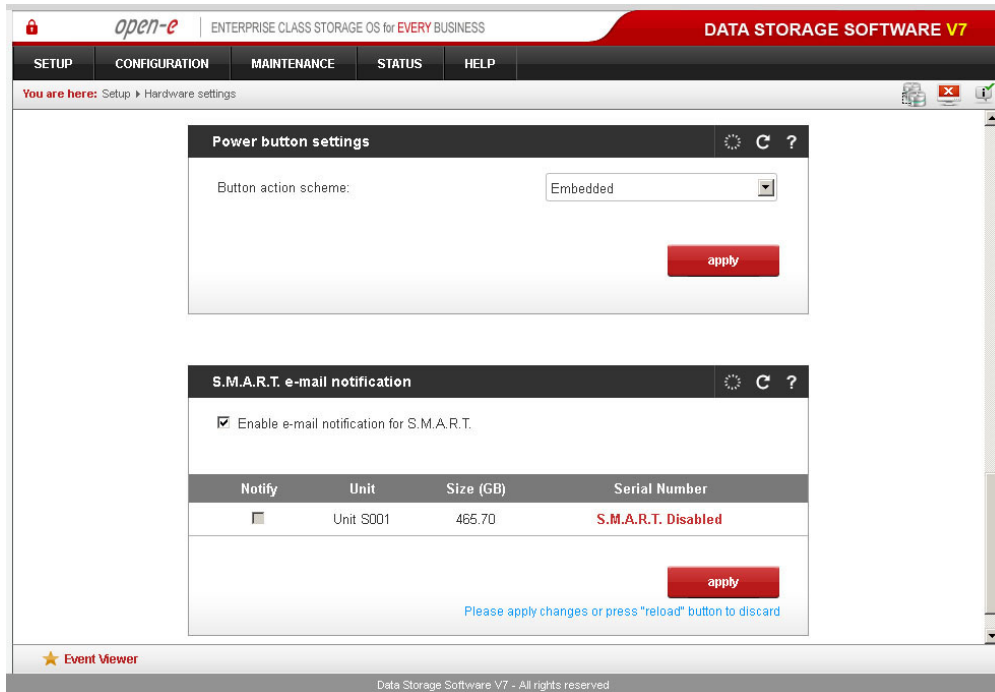 open-e ENTERPRISE CLASS STORAGE OS for EVERY BUSINESS DATA STORAGE SOFTWARE V7
SETUP CONFIGURATION MAINTENANCE STATUS HELP
You are here: Setup Hardware settings
Power button settings
Button action scheme: Embedded
apply
S.M.A.R.T. e-mail notification
Enable e-mail notification for S.M.A.R.T.
Notify Unit Size (GB) Serial Number
Unit S001 465.70 S.M.A.R.T. Disabled
apply
Please apply changes or press "reload" button to discard
Event Viewer
Data Storage Software V7 - All rights reserved